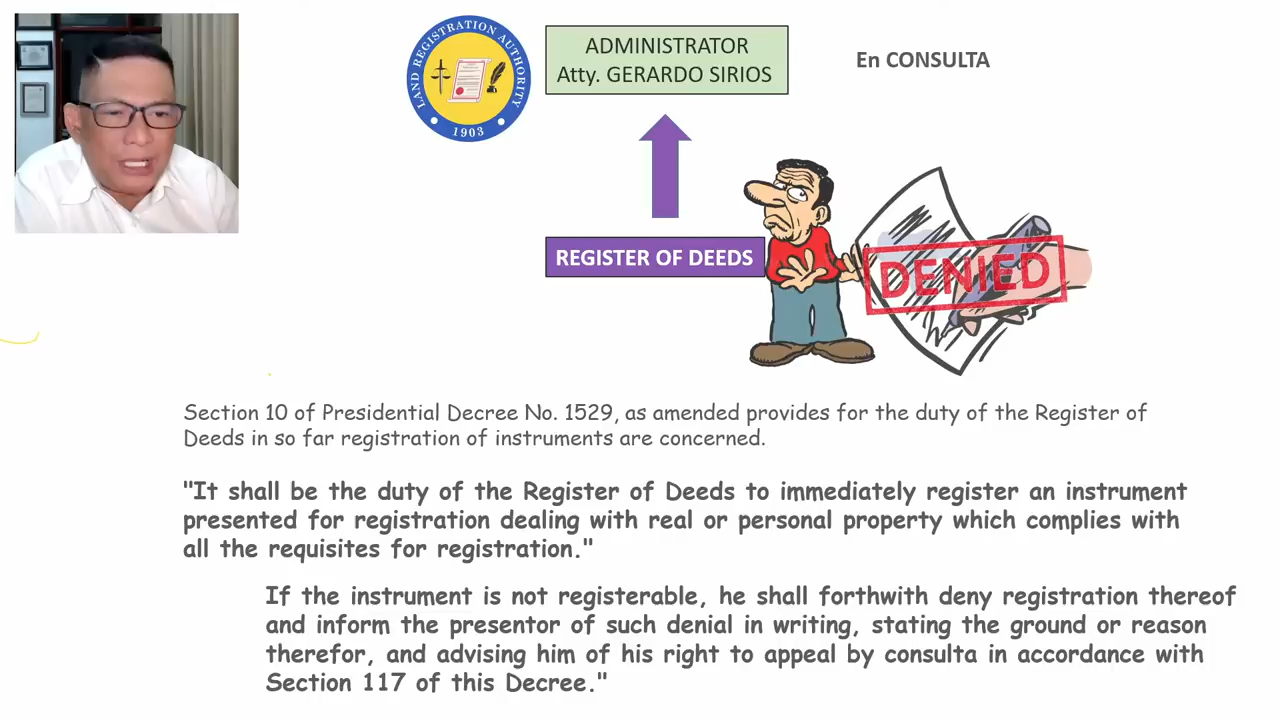 LAND REGISTRATION AUTHORITY
1903
ADMINISTRATOR
Atty. GERARDO SIRIOS
En CONSULTA
REGISTER OF DEEDS
DENIED
Section 10 of Presidential Decree No. 1529, as amended provides for the duty of the Register of
Deeds in so far registration of instruments are concerned.
"It shall be the duty of the Register of Deeds to immediately register an instrument
presented for registration dealing with real or personal property which complies with
all the requisites for registration."
If the instrument is not registerable, he shall forthwith deny registration thereof
and inform the presentor of such denial in writing, stating the ground or reason
therefor, and advising him of his right to appeal by consulta in accordance with
Section 117 of this Decree."